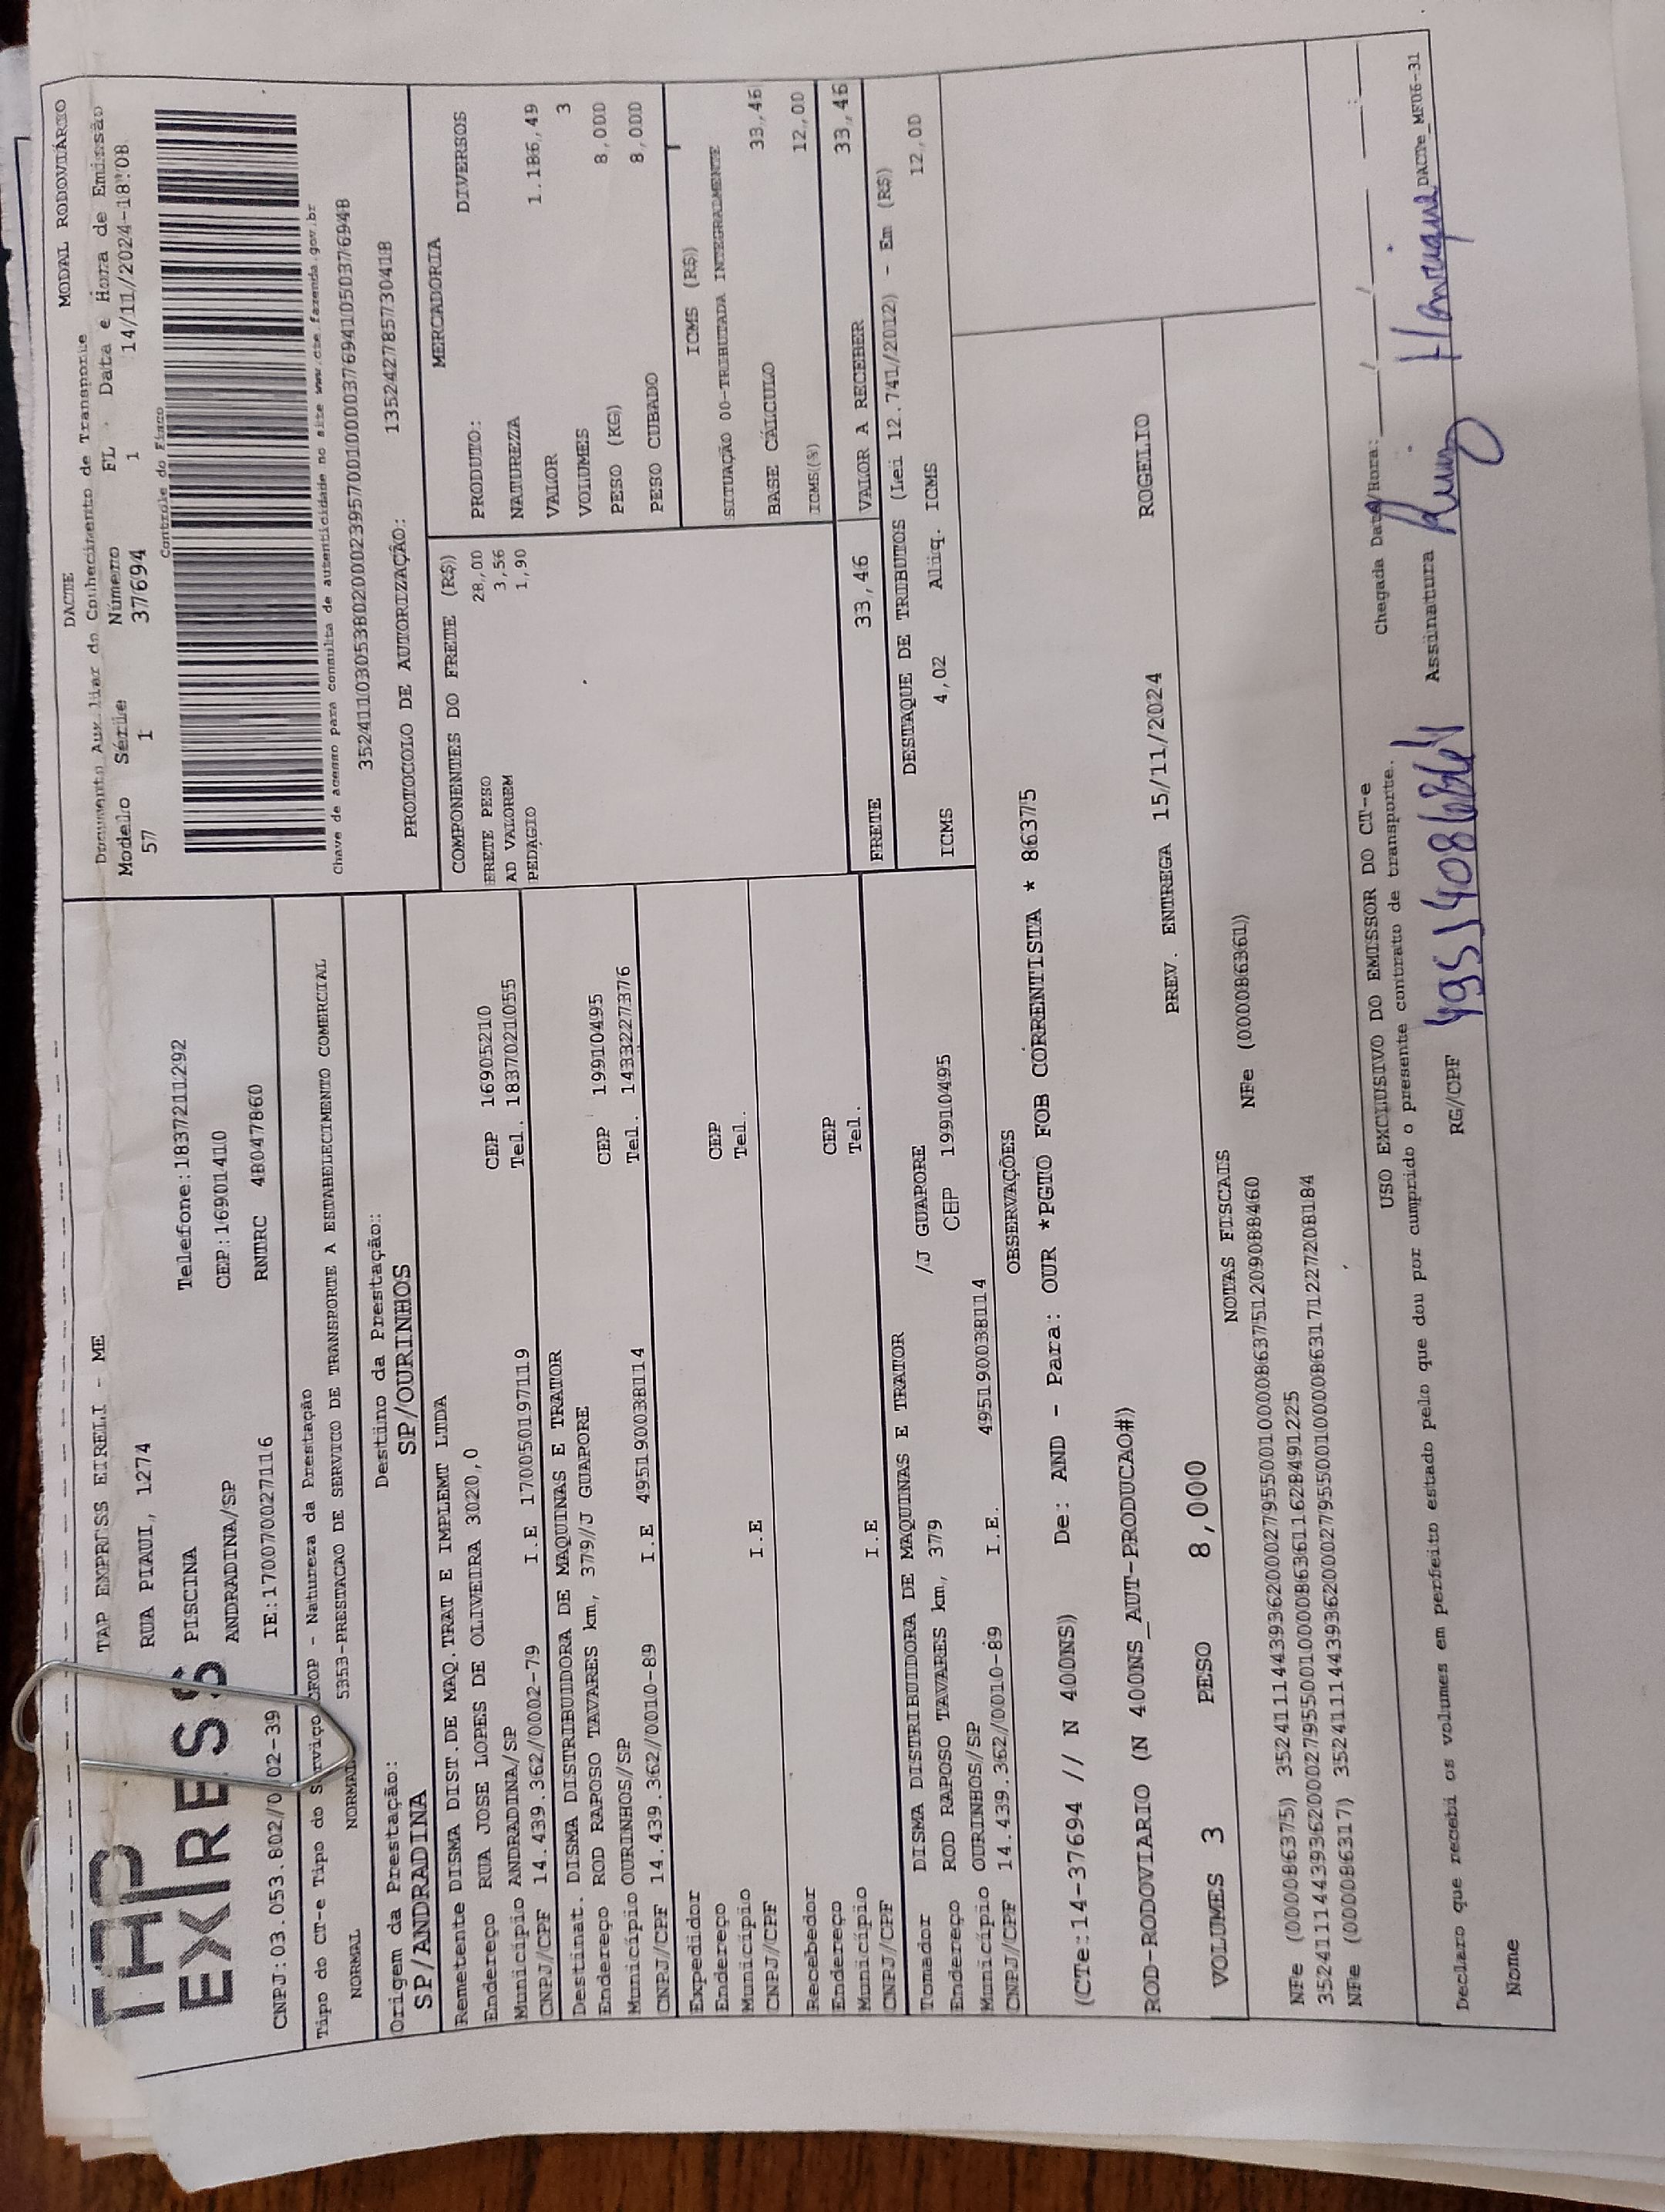 DACTE MODAL RODOVIÁRIO
Documento Auxiliar do Conhecimento de Transporte
Modelo Série Número FL Data e Hora de Emissão
57 1 37694 1 14/11/2024-18:08
Controle do Fisco
Chave de acesso para consulta de autenticidade no site www.cte.fazenda.gov.br
35241103053802000239570010000376941050376948
PROTOCOLO DE AUTORIZAÇÃO: 135242785730418
TAP EXPRESS
TAP EXPRESS EIRELI - ME
RUA PIAUI, 1274
PISCINA Telefone:1837211292
ANDRADINA/SP CEP:16901410
CNPJ:03.053.802/0002-39 IE:170070027116 RNTRC 48047860
Tipo do CT-e Tipo do Serviço CFOP - Natureza da Prestação
NORMAL NORMAL 5353-PRESTACAO DE SERVICO DE TRANSPORTE A ESTABELECIMENTO COMERCIAL
Origem da Prestação: Destino da Prestação:
SP/ANDRADINA SP/OURINHOS
Remetente DISMA DIST.DE MAQ.TRAT E IMPLEMT LTDA
Endereço RUA JOSE LOPES DE OLIVEIRA 3020,0 CEP 16905210
Município ANDRADINA/SP Tel. 1837021055
CNPJ/CPF 14.439.362/0002-79 I.E 170050197119
Destinat. DISMA DISTRIBUIDORA DE MAQUINAS E TRATOR
Endereço ROD RAPOSO TAVARES km, 379/J GUAPORE CEP 19910495
Município OURINHOS/SP Tel. 1433227376
CNPJ/CPF 14.439.362/0010-89 I.E 495190038114
Expedidor
Endereço CEP
Município Tel.
CNPJ/CPF I.E
Recebedor
Endereço CEP
Município Tel.
CNPJ/CPF I.E
Tomador DISMA DISTRIBUIDORA DE MAQUINAS E TRATOR
Endereço ROD RAPOSO TAVARES km, 379 /J GUAPORE
Município OURINHOS/SP CEP 19910495
CNPJ/CPF 14.439.362/0010-89 I.E. 495190038114
COMPONENTES DO FRETE (R$)
FRETE PESO 28,00
AD VALOREM 3,56
PEDAGIO 1,90
FRETE 33,46
MERCADORIA
PRODUTO: DIVERSOS
NATUREZA
VALOR 1.186,49
VOLUMES 3
PESO (KG) 8,000
PESO CUBADO 8,000
ICMS (R$)
SITUAÇÃO 00-TRIBUTADA INTEGRALMENTE
BASE CÁLCULO 33,46
ICMS(%) 12,00
VALOR A RECEBER 33,46
DESTAQUE DE TRIBUTOS (Lei 12.741/2012) - Em (R$)
ICMS 4,02 Alíq. ICMS 12,00
OBSERVAÇÕES
(CTe:14-37694 // N 400NS) De: AND - Para: OUR *PGTO FOB CORRENTISTA * 86375
ROD-RODOVIARIO (N 400NS_AUT-PRODUCAO#) ROGELIO
VOLUMES 3 PESO 8,000 PREV. ENTREGA 15/11/2024
NOTAS FISCAIS
NFe (000086375) 35241114439362000279550010000863751209088460 NFe (000086361)
35241114439362000279550010000863611628491225
NFe (000086317) 35241114439362000279550010000863171227208184
USO EXCLUSIVO DO EMISSOR DO CT-e
Declaro que recebi os volumes em perfeito estado pelo que dou por cumprido o presente contrato de transporte. Chegada Data/Hora: __/__/__ __:__
Nome RG/CPF Assinatura Henrique
DACTe_MF06-31